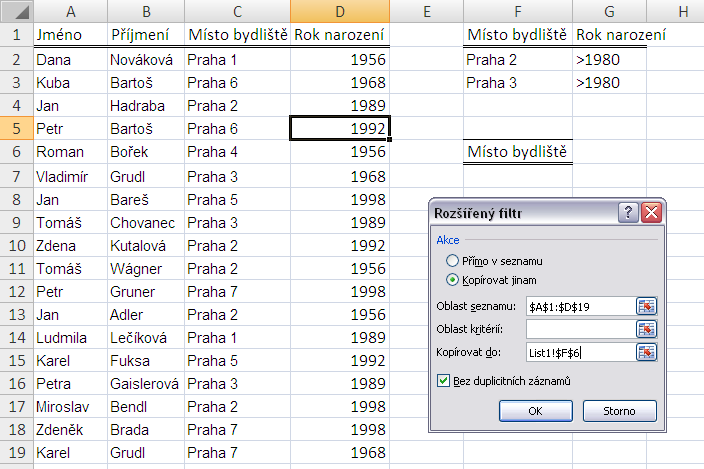 A B C D E F G H
1 Jméno Příjmení Místo bydliště Rok narození Místo bydliště Rok narození
2 Dana Nováková Praha 1 1956 Praha 2 >1980
3 Kuba Bartoš Praha 6 1968 Praha 3 >1980
4 Jan Hadraba Praha 2 1989
5 Petr Bartoš Praha 6 1992
6 Roman Bořek Praha 4 1956 Místo bydliště
7 Vladimír Grudl Praha 3 1968
8 Jan Bareš Praha 5 1998
9 Tomáš Chovanec Praha 3 1989
10 Zdena Kutalová Praha 2 1992
11 Tomáš Wágner Praha 2 1956
12 Petr Gruner Praha 7 1998
13 Jan Adler Praha 2 1956
14 Ludmila Lečíková Praha 1 1989
15 Karel Fuksa Praha 5 1992
16 Petra Gaislerová Praha 3 1989
17 Miroslav Bendl Praha 2 1998
18 Zdeněk Brada Praha 7 1998
19 Karel Grudl Praha 7 1968
Rozšířený filtr
Akce
Přímo v seznamu
Kopírovat jinam
Oblast seznamu: $A$1:$D$19
Oblast kritérií:
Kopírovat do: List1!$F$6
Bez duplicitních záznamů
OK Storno